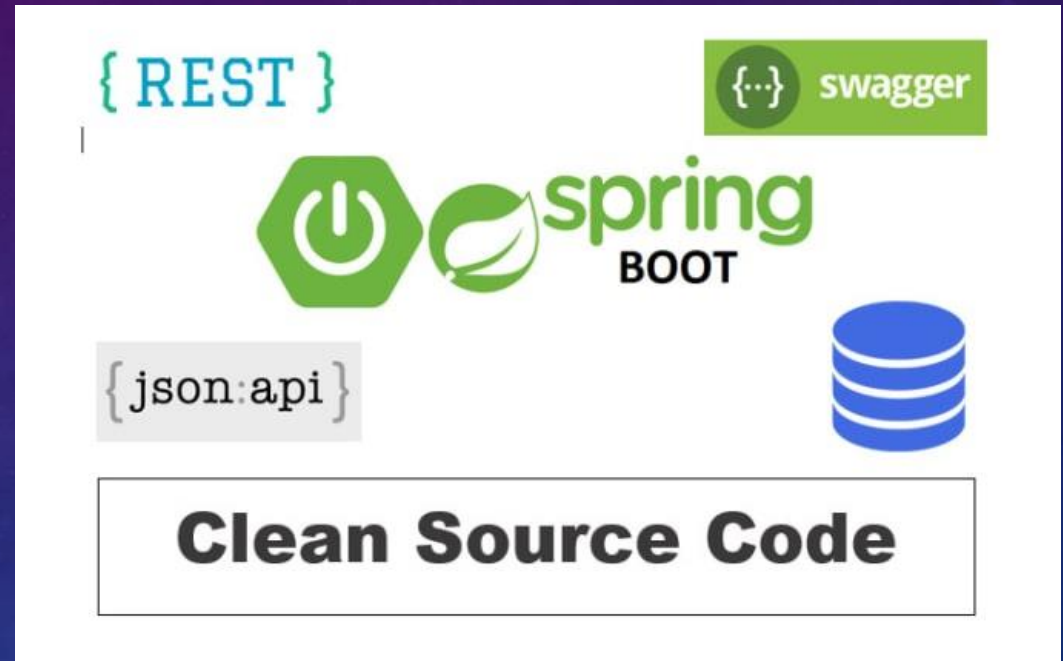 { REST }
{···} swagger
spring
BOOT
{json:api}
Clean Source Code